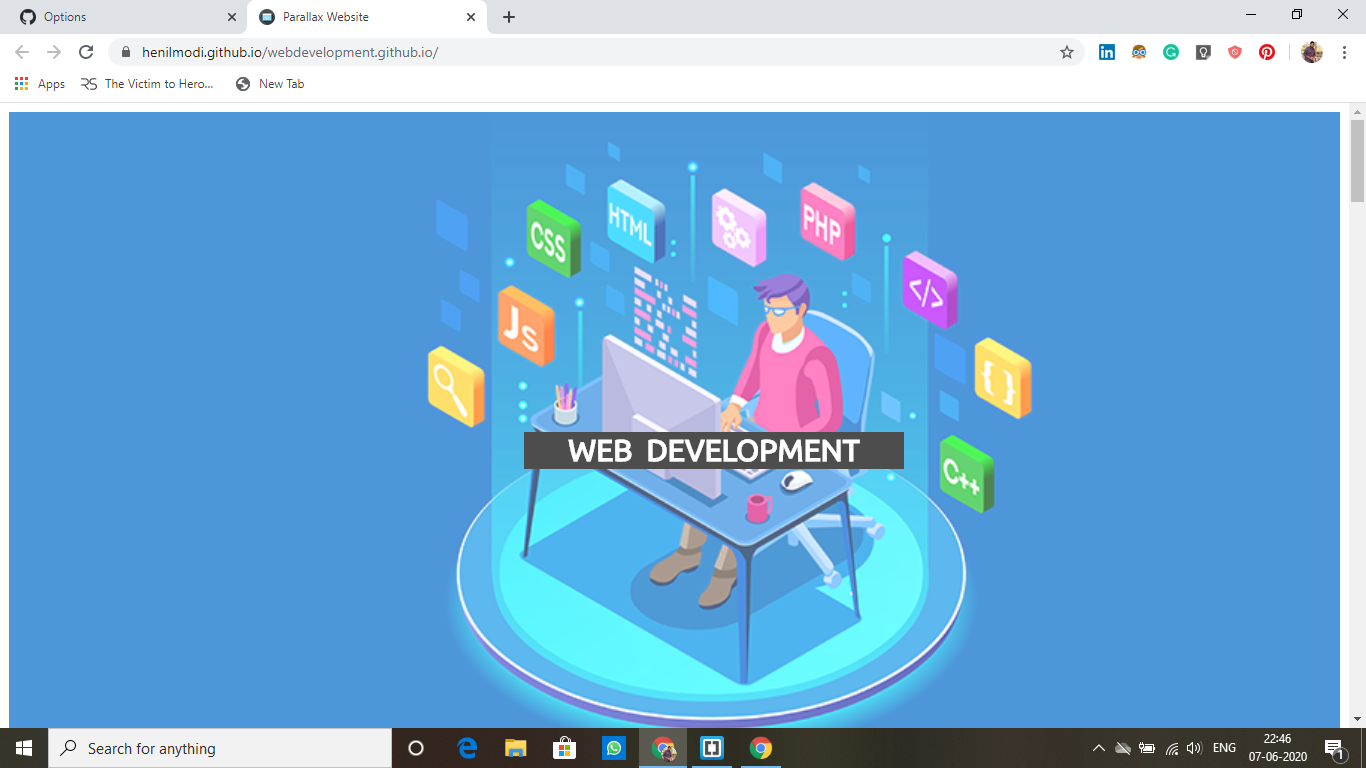 Options
Parallax Website
henilmodi.github.io/webdevelopment.github.io/
Apps
The Victim to Hero...
New Tab
CSS
HTML
PHP
</>
Js
{ }
C++
WEB DEVELOPMENT
Search for anything
ENG
22:46
07-06-2020
1